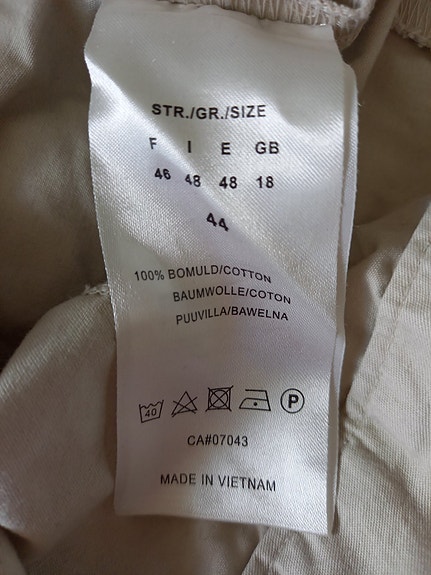 STR./GR./SIZE
F I E GB
46 48 48 18
44
100% BOMULD/COTTON
BAUMWOLLE/COTON
PUUVILLA/BAWELNA
40 P
CA#07043
MADE IN VIETNAM